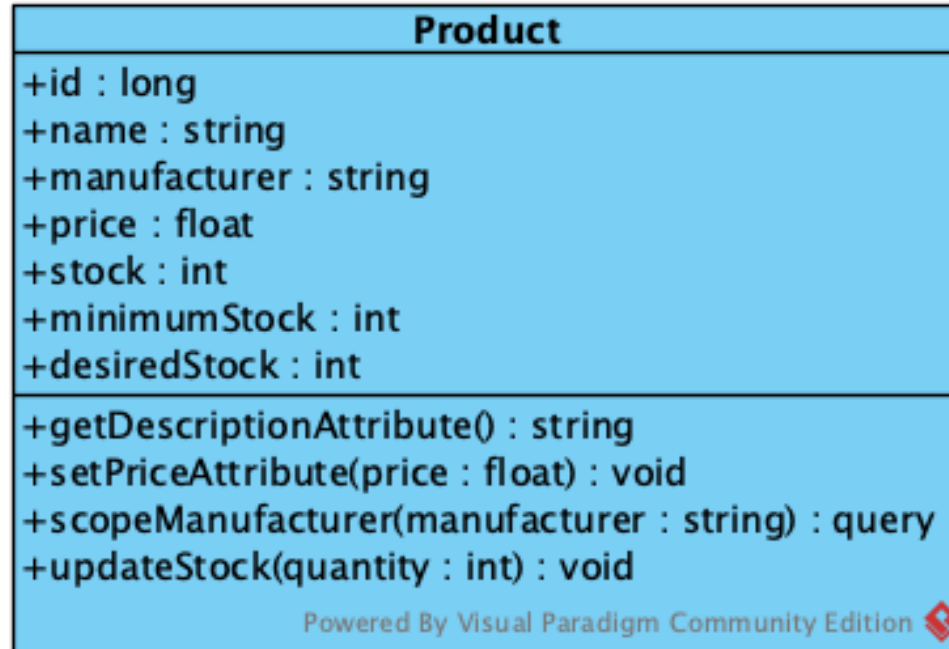 Product
+id : long
+name : string
+manufacturer : string
+price : float
+stock : int
+minimumStock : int
+desiredStock : int
+getDescriptionAttribute() : string
+setPriceAttribute(price : float) : void
+scopeManufacturer(manufacturer : string) : query
+updateStock(quantity : int) : void
Powered By Visual Paradigm Community Edition